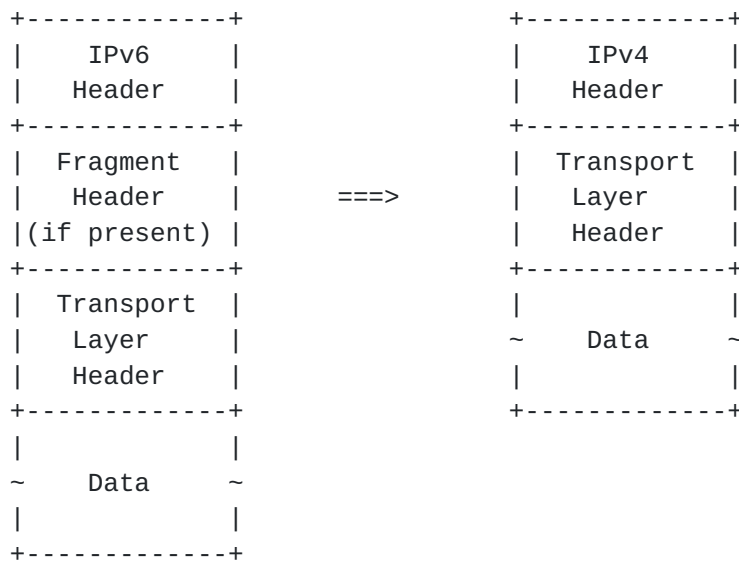 IPv6
Header
Fragment
Header
(if present)
Transport
Layer
Header
Data
===>
IPv4
Header
Transport
Layer
Header
Data